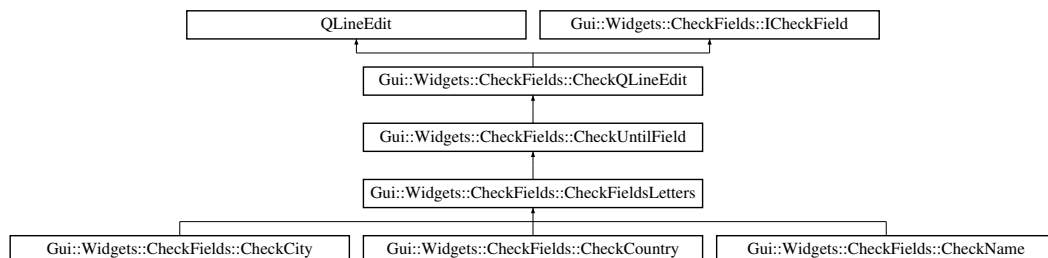 QLineEdit
Gui::Widgets::CheckFields::ICheckField
Gui::Widgets::CheckFields::CheckQLineEdit
Gui::Widgets::CheckFields::CheckUntilField
Gui::Widgets::CheckFields::CheckFieldsLetters
Gui::Widgets::CheckFields::CheckCity
Gui::Widgets::CheckFields::CheckCountry
Gui::Widgets::CheckFields::CheckName